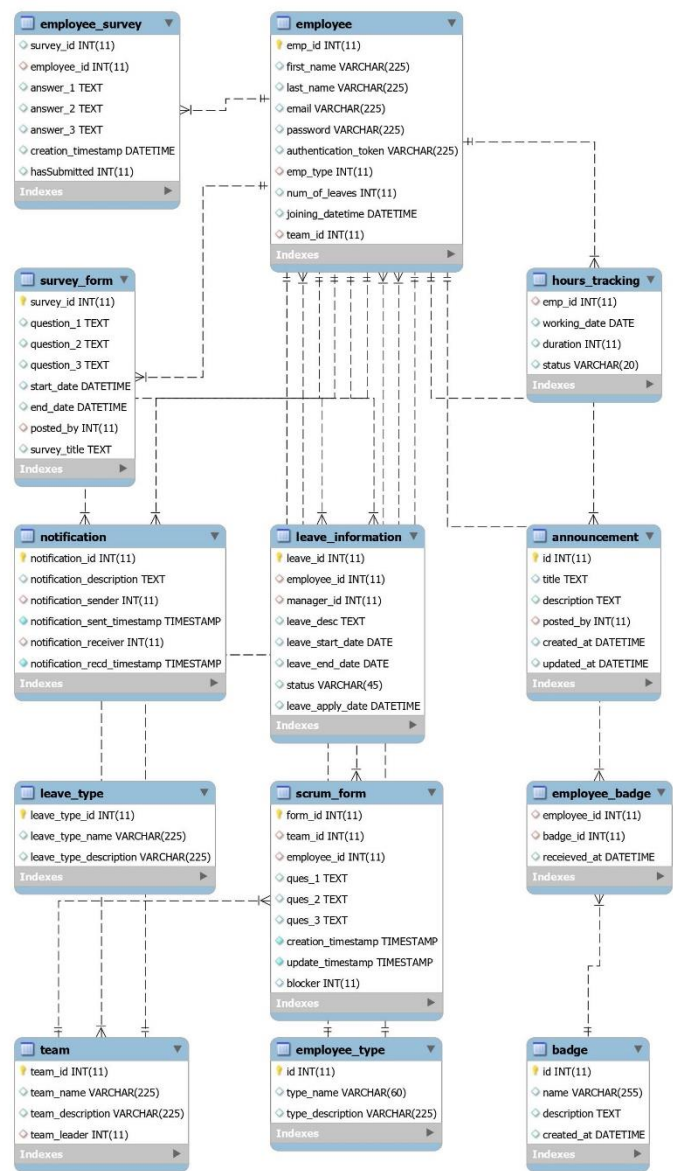 employee_survey
survey_id INT(11)
employee_id INT(11)
answer_1 TEXT
answer_2 TEXT
answer_3 TEXT
creation_timestamp DATETIME
hasSubmitted INT(11)
Indexes
employee
emp_id INT(11)
first_name VARCHAR(225)
last_name VARCHAR(225)
email VARCHAR(225)
password VARCHAR(225)
authentication_token VARCHAR(225)
emp_type INT(11)
num_of_leaves INT(11)
joining_datetime DATETIME
team_id INT(11)
Indexes
survey_form
survey_id INT(11)
question_1 TEXT
question_2 TEXT
question_3 TEXT
start_date DATETIME
end_date DATETIME
posted_by INT(11)
survey_title TEXT
Indexes
hours_tracking
emp_id INT(11)
working_date DATE
duration INT(11)
status VARCHAR(20)
Indexes
notification
notification_id INT(11)
notification_description TEXT
notification_sender INT(11)
notification_sent_timestamp TIMESTAMP
notification_receiver INT(11)
notification_recd_timestamp TIMESTAMP
Indexes
leave_information
leave_id INT(11)
employee_id INT(11)
manager_id INT(11)
leave_desc TEXT
leave_start_date DATE
leave_end_date DATE
status VARCHAR(45)
leave_apply_date DATETIME
Indexes
announcement
id INT(11)
title TEXT
description TEXT
posted_by INT(11)
created_at DATETIME
updated_at DATETIME
Indexes
leave_type
leave_type_id INT(11)
leave_type_name VARCHAR(225)
leave_type_description VARCHAR(225)
Indexes
scrum_form
form_id INT(11)
team_id INT(11)
employee_id INT(11)
ques_1 TEXT
ques_2 TEXT
ques_3 TEXT
creation_timestamp TIMESTAMP
update_timestamp TIMESTAMP
blocker INT(11)
Indexes
employee_badge
employee_id INT(11)
badge_id INT(11)
receieved_at DATETIME
Indexes
team
team_id INT(11)
team_name VARCHAR(225)
team_description VARCHAR(225)
team_leader INT(11)
Indexes
employee_type
id INT(11)
type_name VARCHAR(60)
type_description VARCHAR(225)
Indexes
badge
id INT(11)
name VARCHAR(255)
description TEXT
created_at DATETIME
Indexes